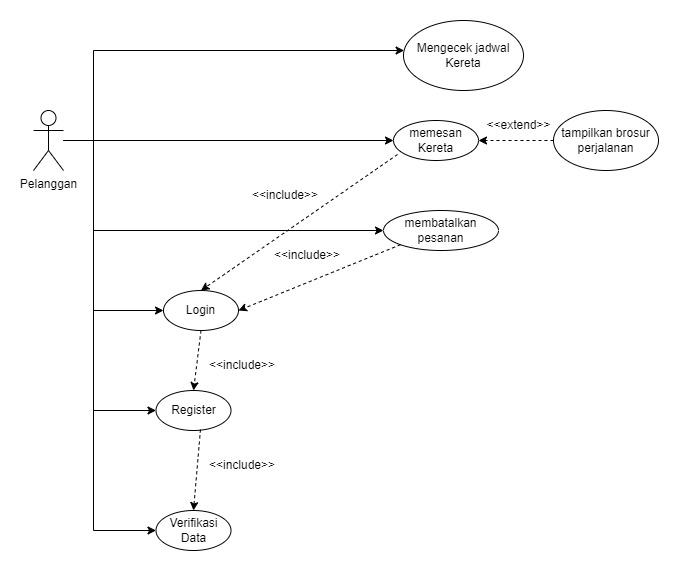 Mengecek jadwal
Kereta
<<extend>>
memesan
Kereta
tampilkan brosur
perjalanan
Pelanggan
<<include>>
membatalkan
pesanan
<<include>>
Login
<<include>>
Register
<<include>>
Verifikasi
Data